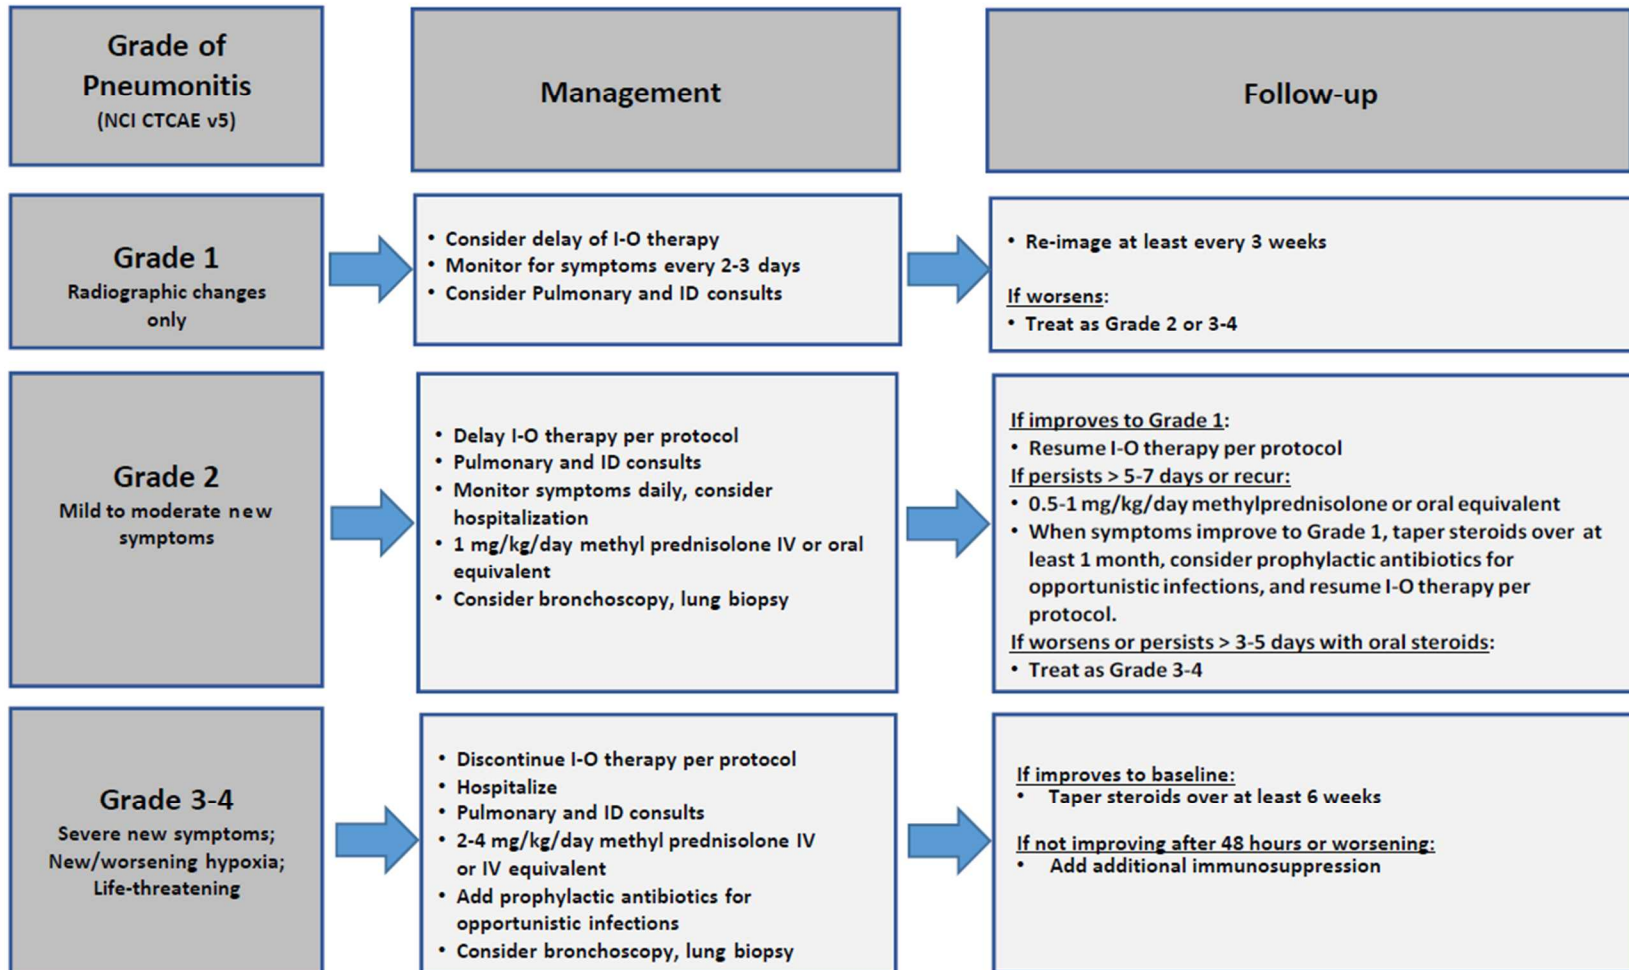 Grade of
Pneumonitis
(NCI CTCAE v5)
Management
Follow-up
Grade 1
Radiographic changes
only
• Consider delay of I-O therapy
• Monitor for symptoms every 2-3 days
• Consider Pulmonary and ID consults
• Re-image at least every 3 weeks
If worsens:
• Treat as Grade 2 or 3-4
Grade 2
Mild to moderate new
symptoms
• Delay I-O therapy per protocol
• Pulmonary and ID consults
• Monitor symptoms daily, consider
hospitalization
• 1 mg/kg/day methyl prednisolone IV or oral
equivalent
• Consider bronchoscopy, lung biopsy
If improves to Grade 1:
• Resume I-O therapy per protocol
If persists > 5-7 days or recur:
• 0.5-1 mg/kg/day methylprednisolone or oral equivalent
• When symptoms improve to Grade 1, taper steroids over at
least 1 month, consider prophylactic antibiotics for
opportunistic infections, and resume I-O therapy per
protocol.
If worsens or persists > 3-5 days with oral steroids:
• Treat as Grade 3-4
Grade 3-4
Severe new symptoms;
New/worsening hypoxia;
Life-threatening
• Discontinue I-O therapy per protocol
• Hospitalize
• Pulmonary and ID consults
• 2-4 mg/kg/day methyl prednisolone IV
or IV equivalent
• Add prophylactic antibiotics for
opportunistic infections
• Consider bronchoscopy, lung biopsy
If improves to baseline:
• Taper steroids over at least 6 weeks
If not improving after 48 hours or worsening:
• Add additional immunosuppression